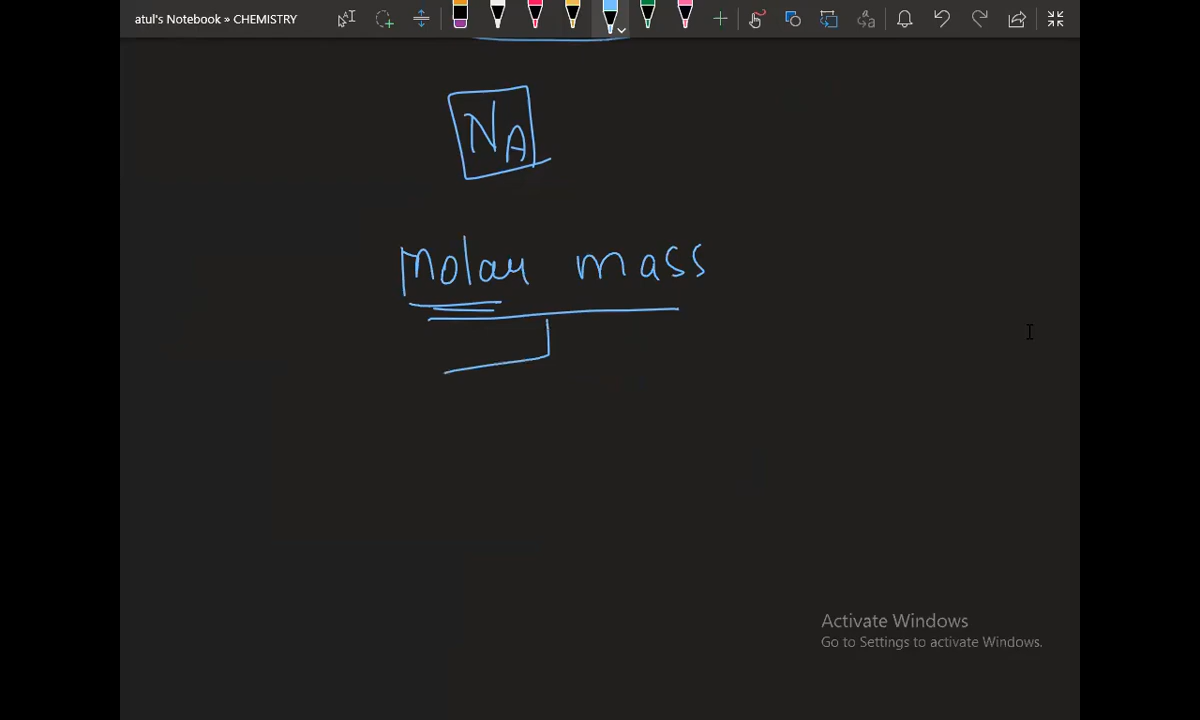 atul's Notebook » CHEMISTRY
NA
Molar mass
Activate Windows
Go to Settings to activate Windows.